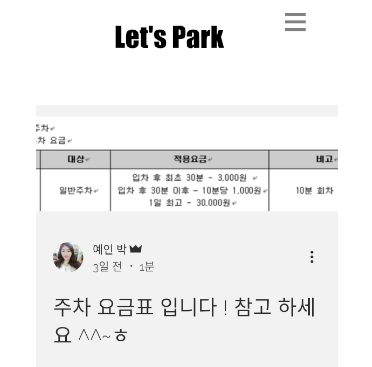 Let's Park
주차
차 요금
대상 적용요금 비고
입차 후 최초 30분 - 3,000원
일반주차 입차 후 30분 이후 - 10분당 1,000원 10분 회차
1일 최고 - 30,000원
예인 박
3일 전 · 1분
주차 요금표 입니다 ! 참고 하세
요 ^^~ㅎ